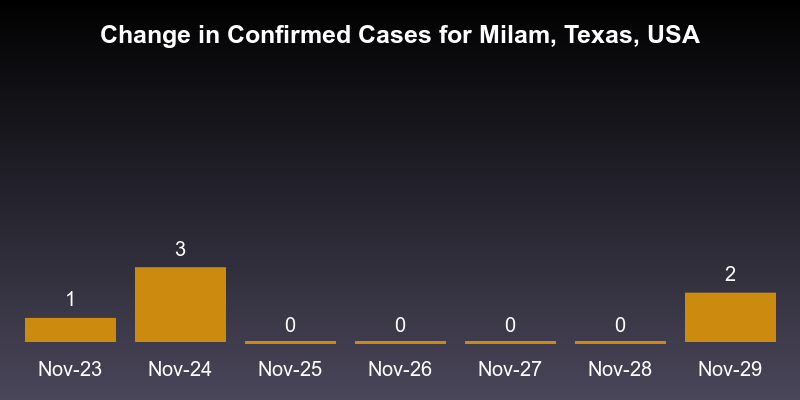 Change in Confirmed Cases for Milam, Texas, USA
1
3
0
0
0
0
2
Nov-23
Nov-24
Nov-25
Nov-26
Nov-27
Nov-28
Nov-29